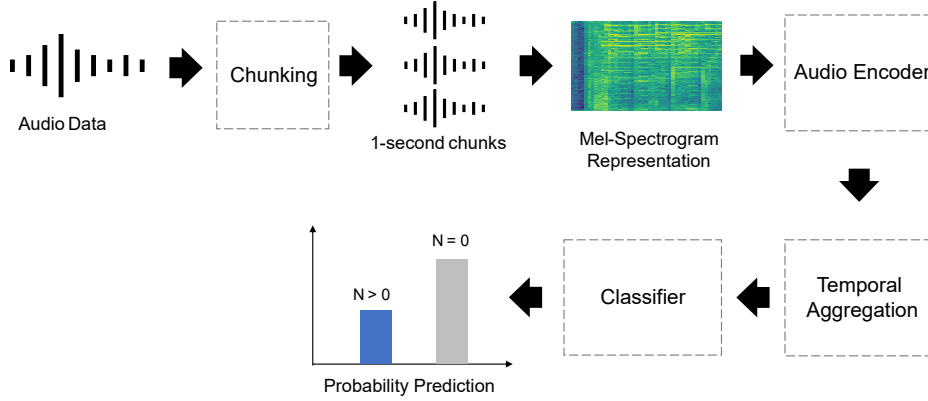 Audio Data
Chunking
1-second chunks
Mel-Spectrogram
Representation
Audio Encoder
Temporal
Aggregation
Classifier
N = 0
N > 0
Probability Prediction